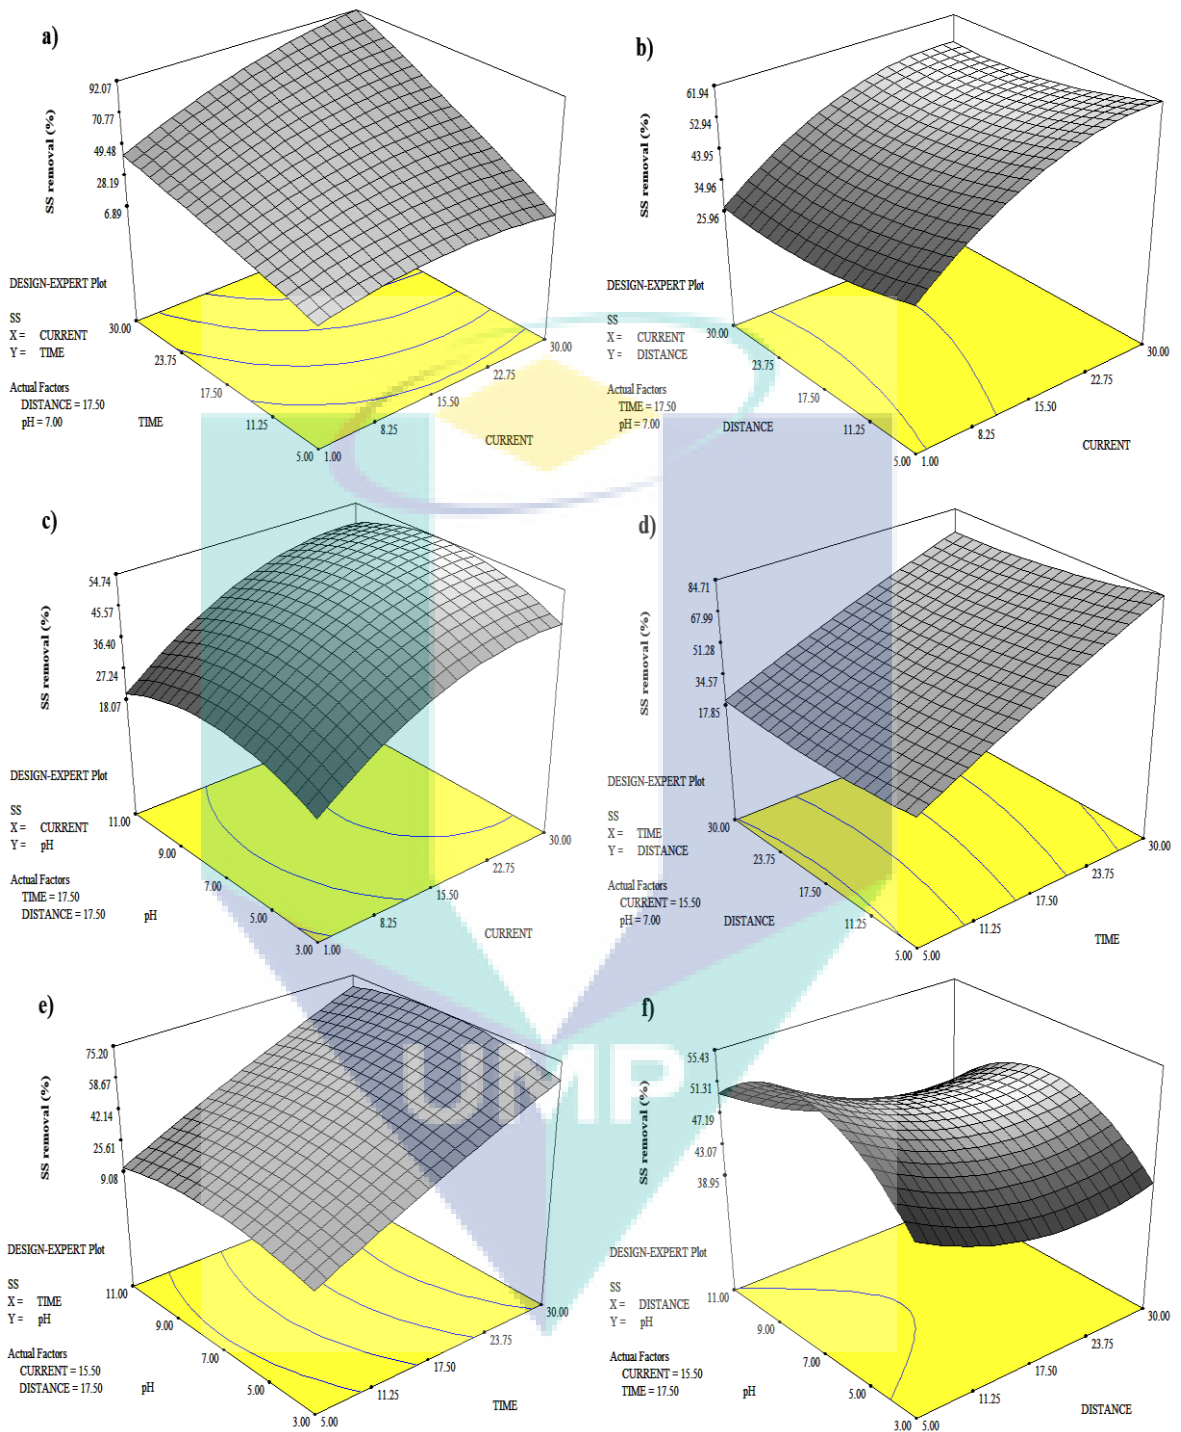 a)
92.07
70.77
49.48
28.19
6.89
SS removal (%)
DESIGN-EXPERT Plot
SS
X = CURRENT
Y = TIME
Actual Factors
DISTANCE = 17.50
pH = 7.00
30.00
23.75
17.50
11.25
5.00
TIME
1.00
8.25
15.50
22.75
30.00
CURRENT
b)
61.94
52.94
43.95
34.96
25.96
SS removal (%)
DESIGN-EXPERT Plot
SS
X = CURRENT
Y = DISTANCE
Actual Factors
TIME = 17.50
pH = 7.00
30.00
23.75
17.50
11.25
5.00
DISTANCE
1.00
8.25
15.50
22.75
30.00
CURRENT
c)
54.74
45.57
36.40
27.24
18.07
SS removal (%)
DESIGN-EXPERT Plot
SS
X = CURRENT
Y = pH
Actual Factors
TIME = 17.50
DISTANCE = 17.50
11.00
9.00
7.00
5.00
3.00
pH
1.00
8.25
15.50
22.75
30.00
CURRENT
d)
84.71
67.99
51.28
34.57
17.85
SS removal (%)
DESIGN-EXPERT Plot
SS
X = TIME
Y = DISTANCE
Actual Factors
CURRENT = 15.50
pH = 7.00
30.00
23.75
17.50
11.25
5.00
DISTANCE
5.00
11.25
17.50
23.75
30.00
TIME
e)
75.20
58.67
42.14
25.61
9.08
SS removal (%)
DESIGN-EXPERT Plot
SS
X = TIME
Y = pH
Actual Factors
CURRENT = 15.50
DISTANCE = 17.50
11.00
9.00
7.00
5.00
3.00
pH
5.00
11.25
17.50
23.75
30.00
TIME
UMP
f)
55.43
51.31
47.19
43.07
38.95
SS removal (%)
DESIGN-EXPERT Plot
SS
X = DISTANCE
Y = pH
Actual Factors
CURRENT = 15.50
TIME = 17.50
11.00
9.00
7.00
5.00
3.00
pH
5.00
11.25
17.50
23.75
30.00
DISTANCE